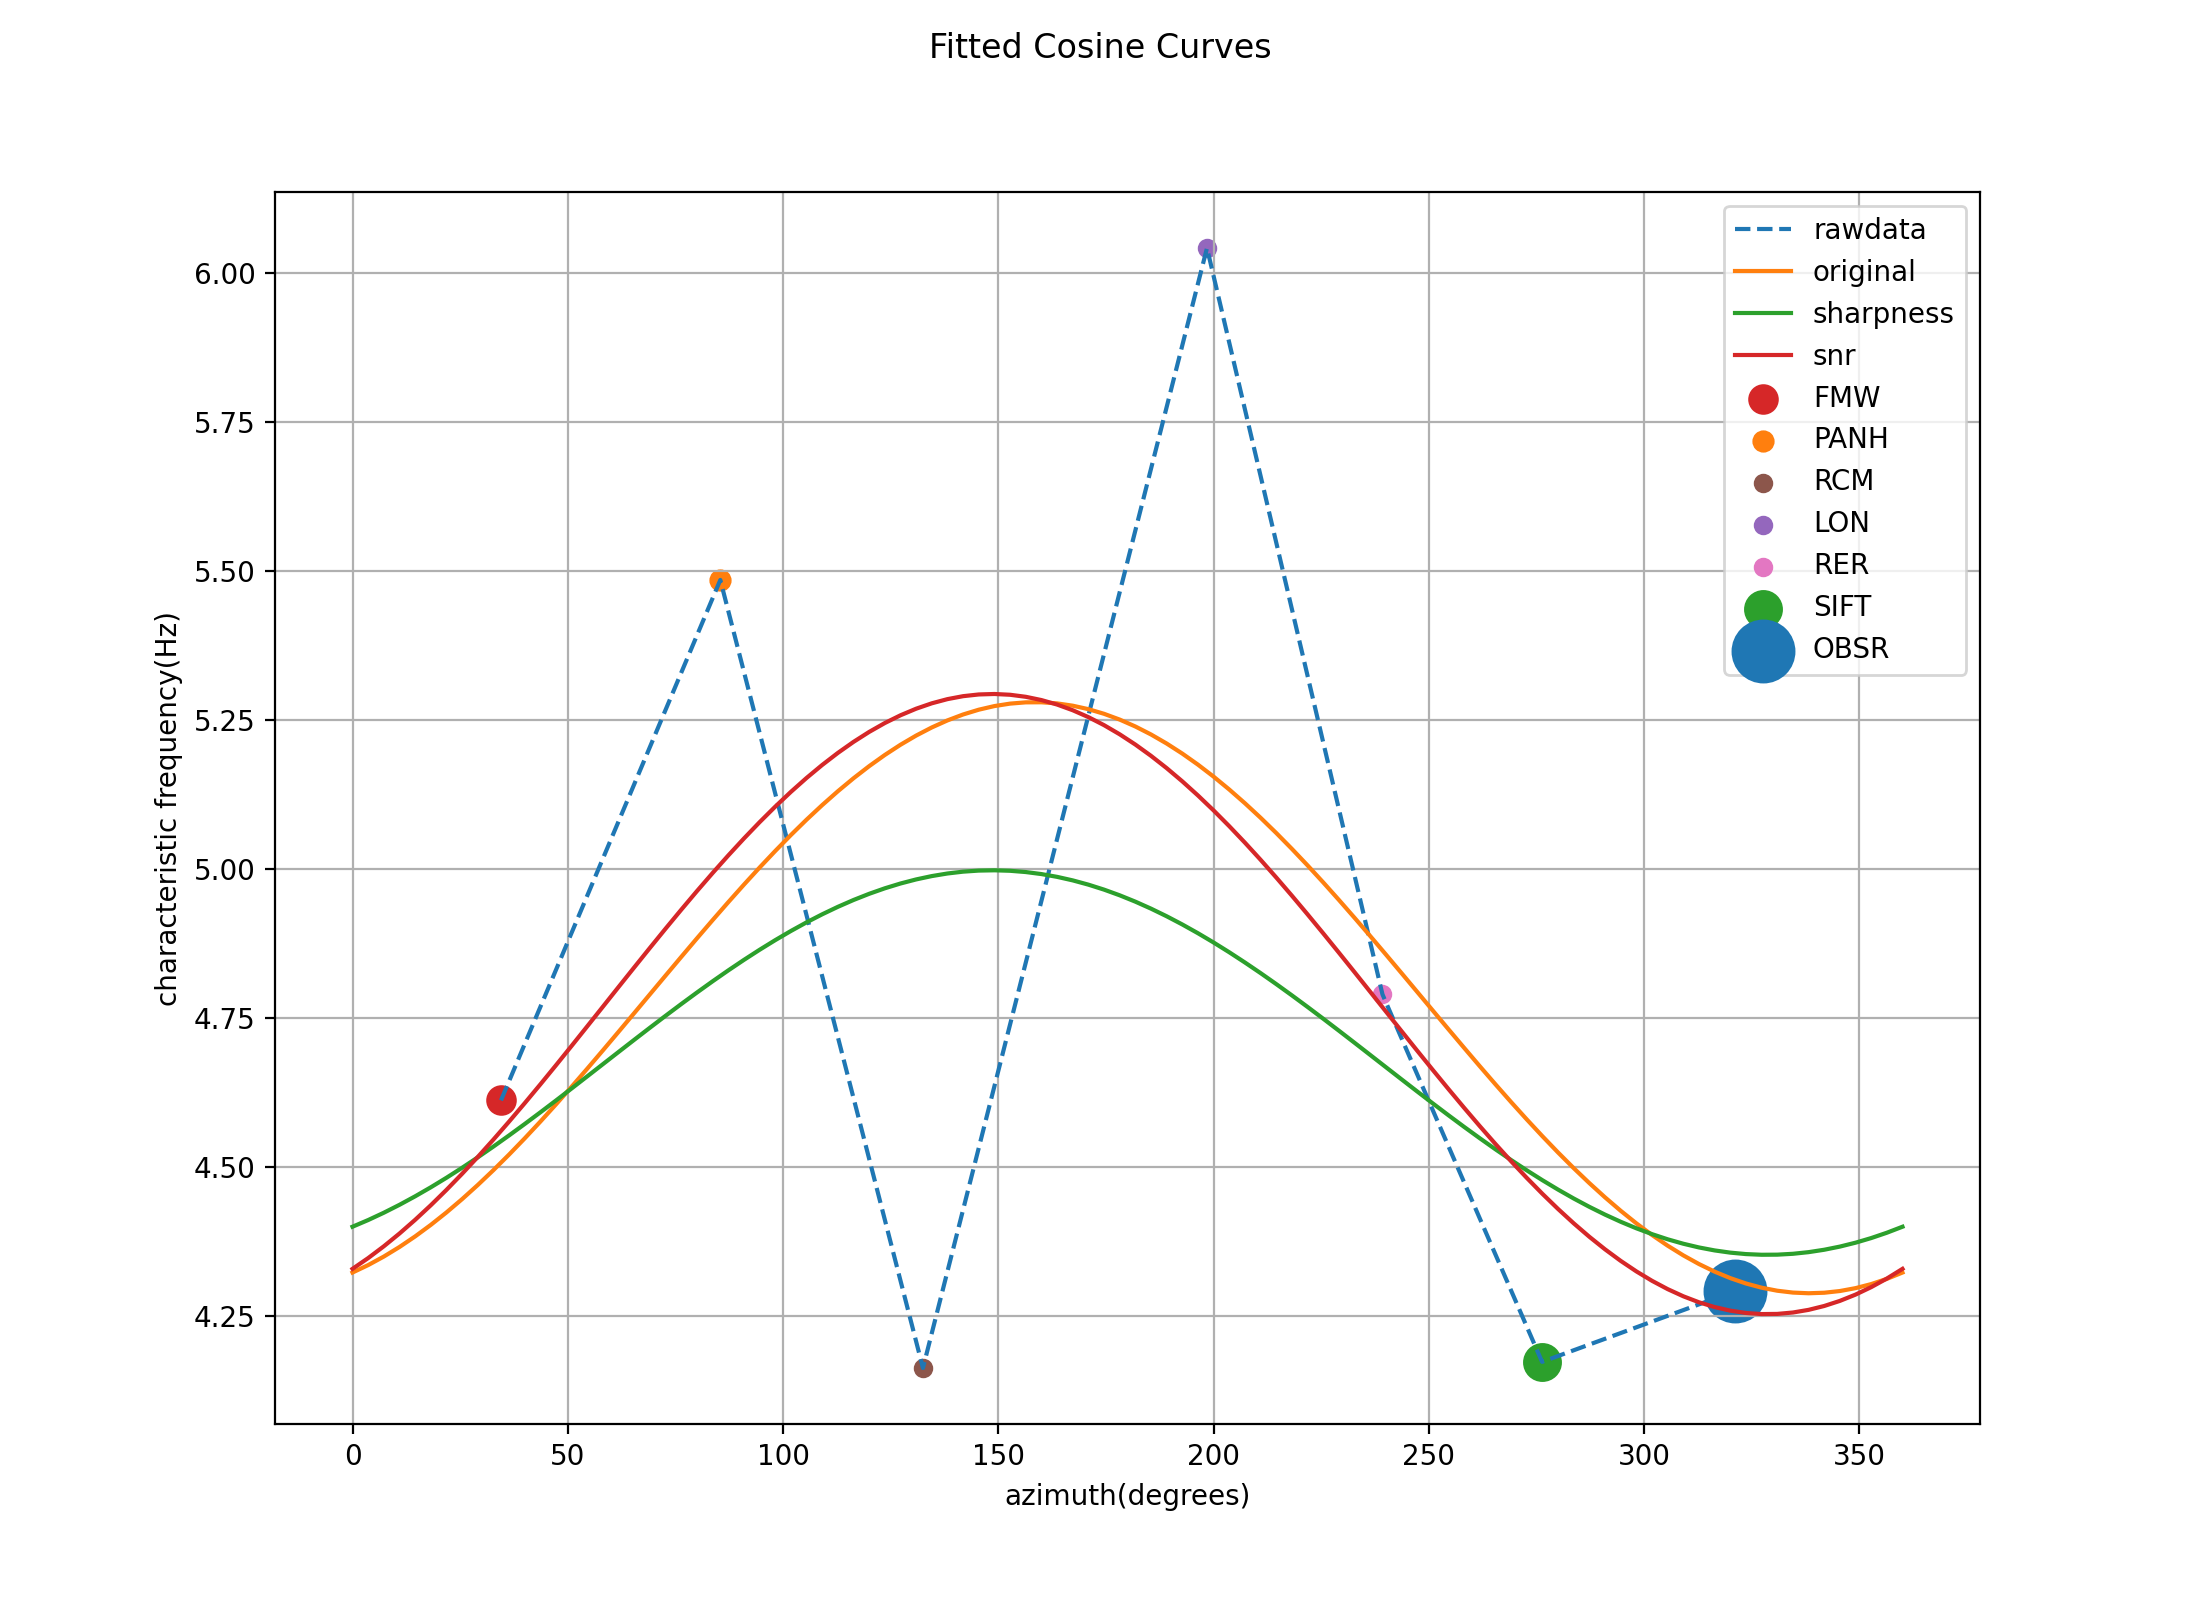 Fitted Cosine Curves
rawdata
original
sharpness
snr
FMW
PANH
RCM
LON
RER
SIFT
OBSR
characteristic frequency(Hz)
6.00
5.75
5.50
5.25
5.00
4.75
4.50
4.25
0 50 100 150 200 250 300 350
azimuth(degrees)